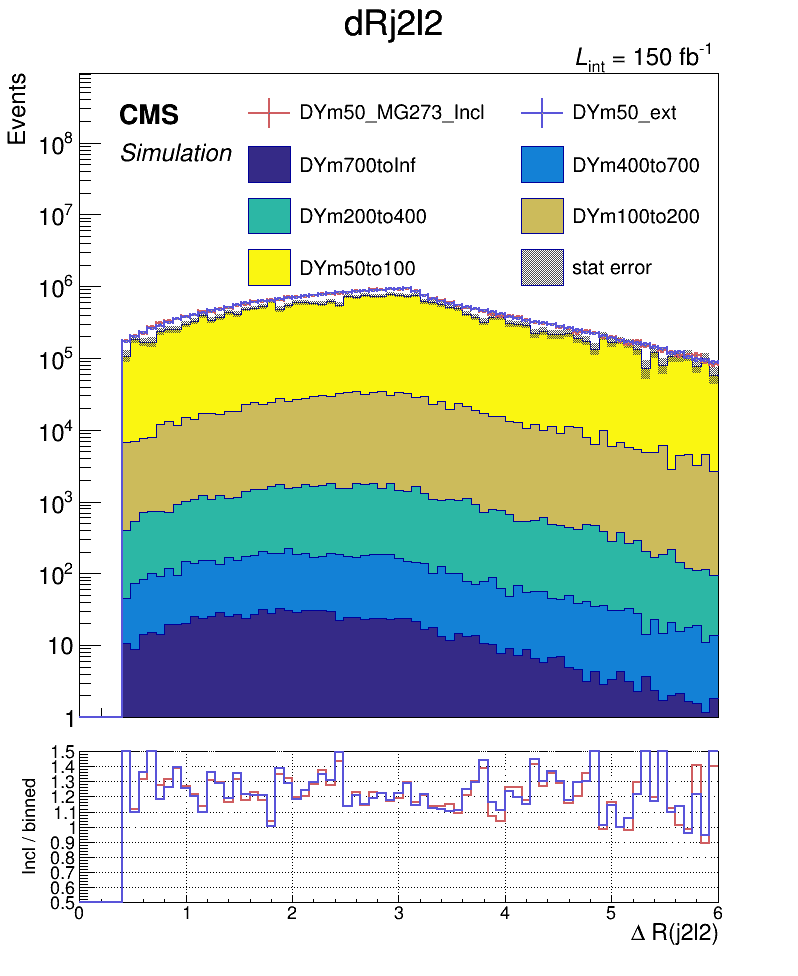 dRj2l2
L_int = 150 fb^-1
Events
CMS
Simulation
DYm50_MG273_Incl
DYm50_ext
DYm700toInf
DYm400to700
DYm200to400
DYm100to200
DYm50to100
stat error
10^8
10^7
10^6
10^5
10^4
10^3
10^2
10
1
Incl / binned
1.5
1.4
1.3
1.2
1.1
1
0.9
0.8
0.7
0.6
0.5
0 1 2 3 4 5 6
Δ R(j2l2)